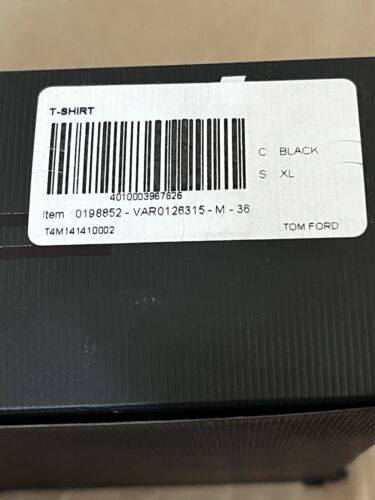 T-SHIRT
C: BLACK
S: XL
4010003967626
Item : 0198852 - VAR0126315 - M - 36
T4M141410002
TOM FORD